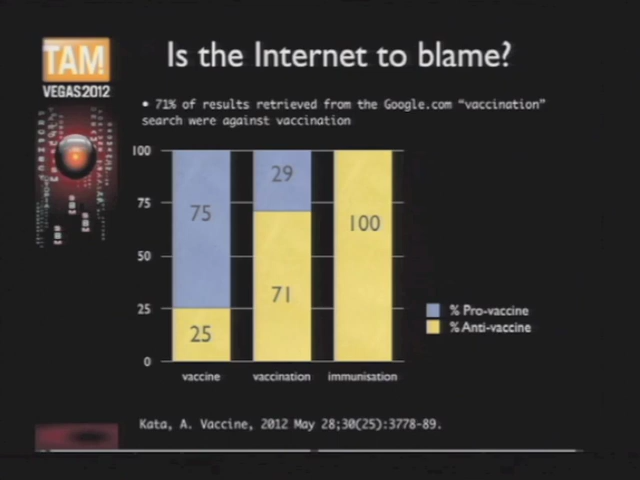 TAM!
VEGAS2012
Is the Internet to blame?
• 71% of results retrieved from the Google.com “vaccination”
search were against vaccination
100
75
50
25
0
75
25
29
71
100
vaccine
vaccination
immunisation
% Pro-vaccine
% Anti-vaccine
Kata, A. Vaccine, 2012 May 28;30(25):3778-89.